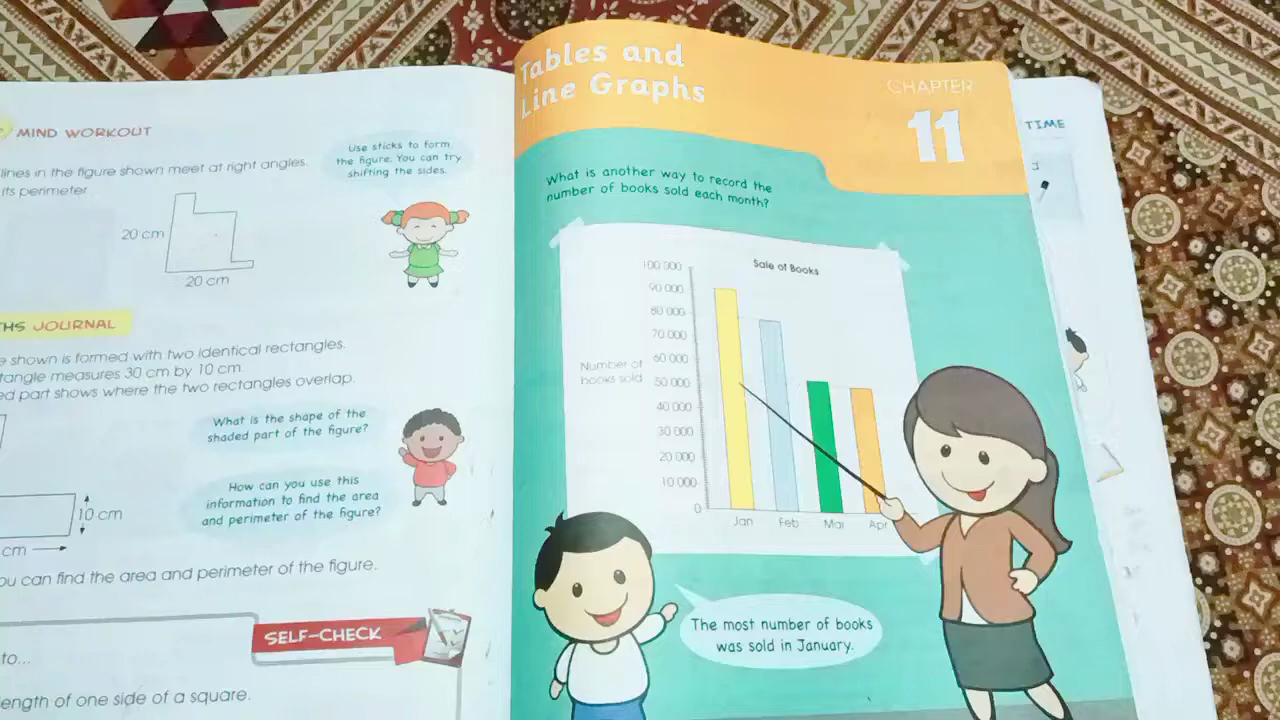 MIND WORKOUT
lines in the figure shown meet at right angles.
its perimeter.
Use sticks to form
the figure. You can try
shifting the sides.
20 cm
20 cm
THS JOURNAL
shown is formed with two identical rectangles.
tangle measures 30 cm by 10 cm.
ed part shows where the two rectangles overlap.
What is the shape of the
shaded part of the figure?
How can you use this
information to find the area
and perimeter of the figure?
10 cm
cm
ou can find the area and perimeter of the figure.
SELF-CHECK
to...
length of one side of a square.
Tables and
Line Graphs
CHAPTER
11
What is another way to record the
number of books sold each month?
Sale of Books
100 000
90 000
80 000
70 000
60 000
50 000
40 000
30 000
20 000
10 000
0
Number of
books sold
Jan Feb Mar Apr
The most number of books
was sold in January.
TIME